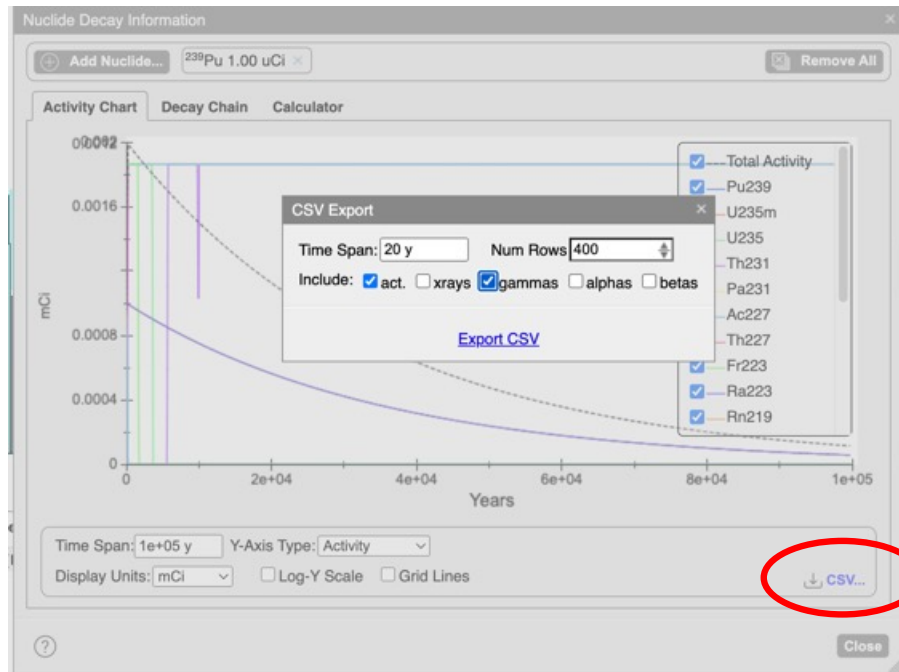 Nuclide Decay Information ×
Add Nuclide... 239Pu 1.00 uCi × Remove All
Activity Chart Decay Chain Calculator
mCi
0.0016
0.0008
0.0004
0
0 2e+04 4e+04 6e+04 8e+04 1e+05
Years
Total Activity
Pu239
U235m
U235
Th231
Pa231
Ac227
Th227
Fr223
Ra223
Rn219
CSV Export ×
Time Span: 20 y Num Rows 400
Include: act. xrays gammas alphas betas
Export CSV
Time Span: 1e+05 y Y-Axis Type: Activity
Display Units: mCi Log-Y Scale Grid Lines CSV...
? Close